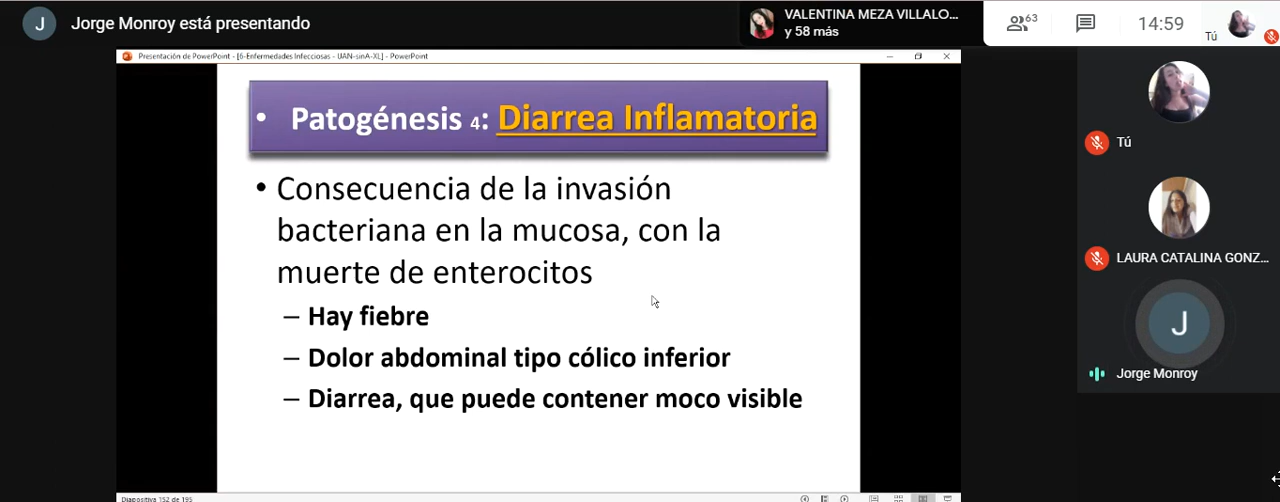 J Jorge Monroy está presentando
VALENTINA MEZA VILLALO...
y 58 más
63
14:59
Tú
Presentación de PowerPoint - [6-Enfermedades Infecciosas - UAN-sinA-XL] - PowerPoint
• Patogénesis 4: Diarrea Inflamatoria
• Consecuencia de la invasión
bacteriana en la mucosa, con la
muerte de enterocitos
– Hay fiebre
– Dolor abdominal tipo cólico inferior
– Diarrea, que puede contener moco visible
Diapositiva 152 de 195
Tú
LAURA CATALINA GONZ...
J
Jorge Monroy